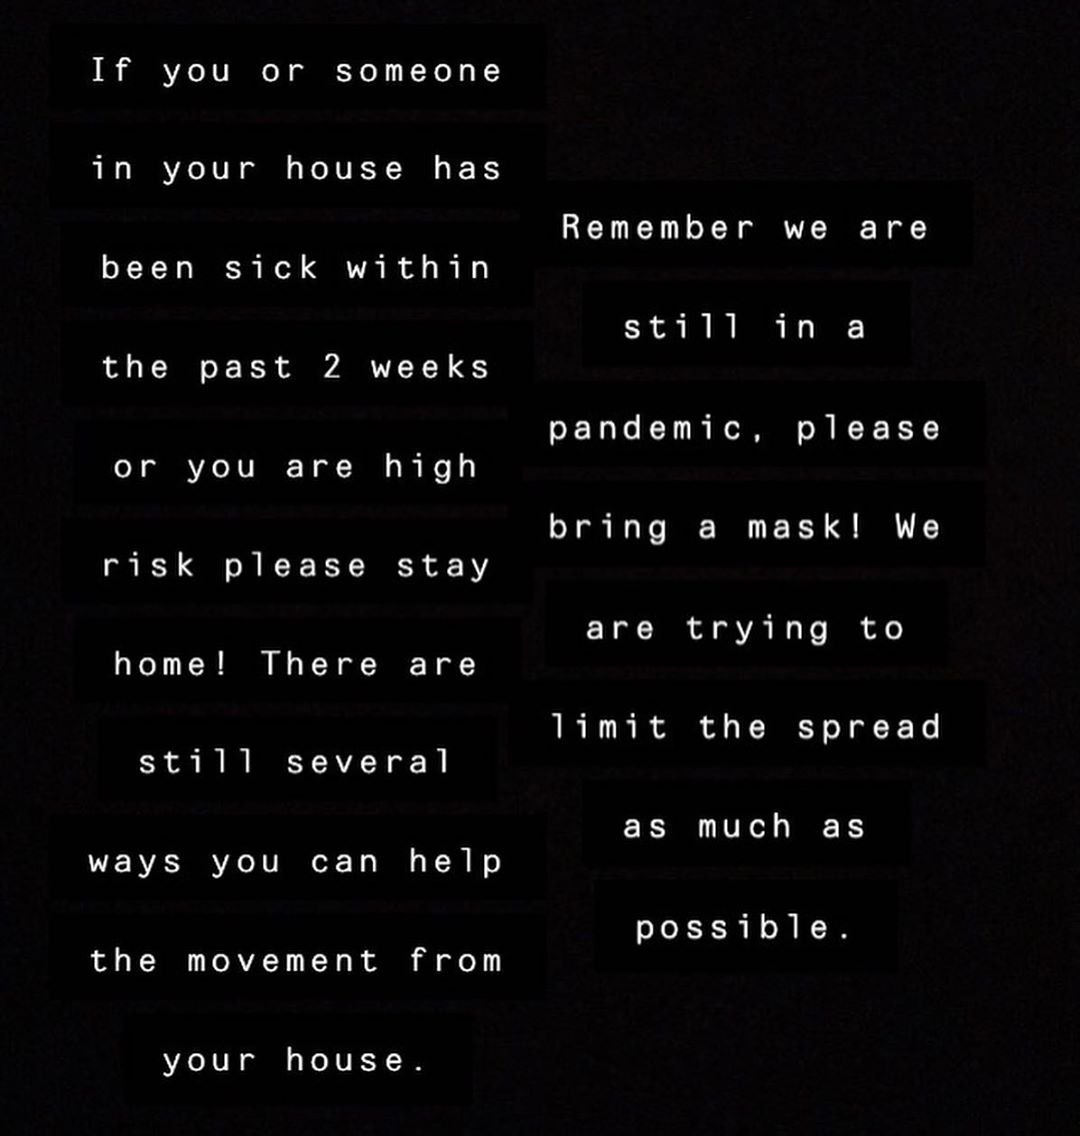 If you or someone
in your house has
been sick within
the past 2 weeks
or you are high
risk please stay
home! There are
still several
ways you can help
the movement from
your house.
Remember we are
still in a
pandemic, please
bring a mask! We
are trying to
limit the spread
as much as
possible.